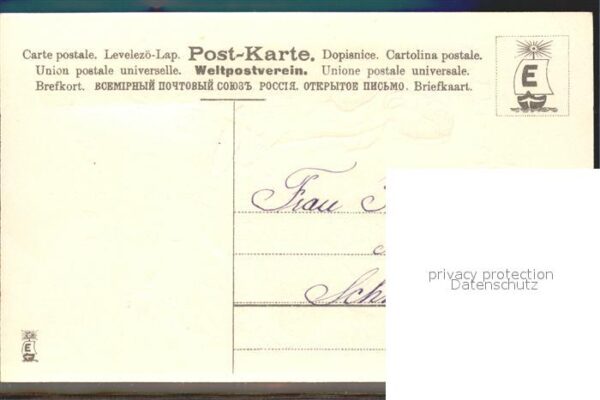 Carte postale. Levelezö-Lap. Post-Karte. Dopisnice. Cartolina postale.
Union postale universelle. Weltpostverein. Unione postale universale.
Brefkort. ВСЕМІРНЫЙ ПОЧТОВЫЙ СОЮЗЪ РОССІЯ. ОТКРЫТОЕ ПИСЬМО. Briefkaart.
E
Frau
privacy protection
Datenschutz
E